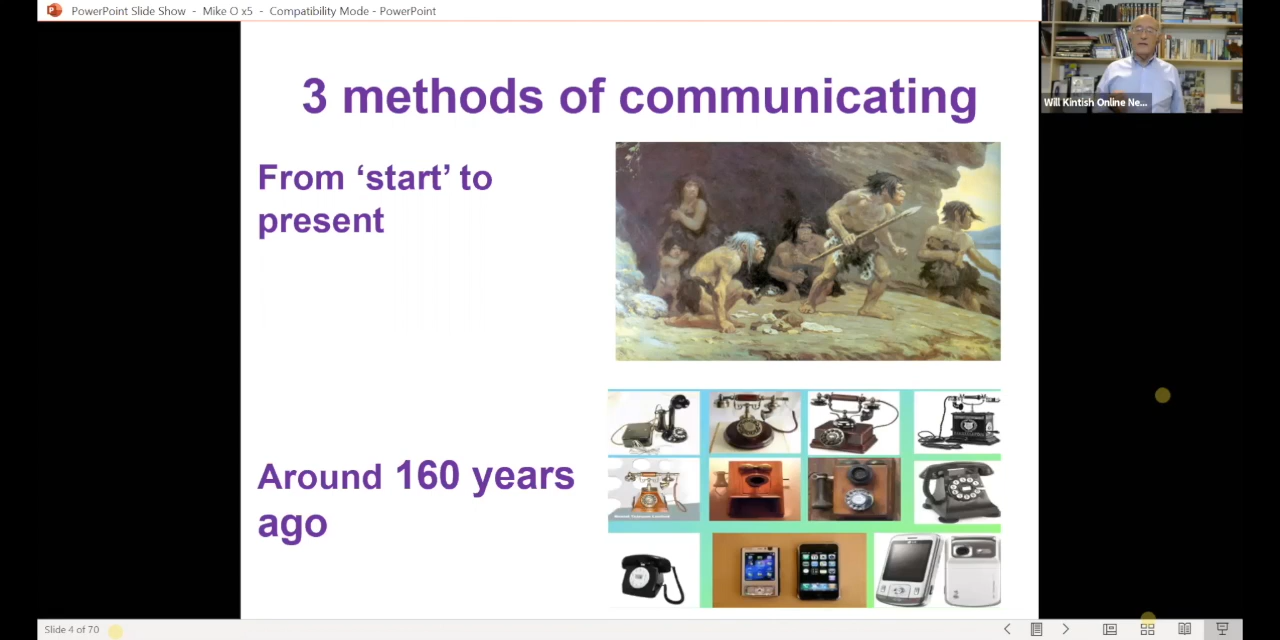 PowerPoint Slide Show - Mike O x5 - Compatibility Mode - PowerPoint
3 methods of communicating
Will Kintish Online Ne...
From ‘start’ to
present
Around 160 years
ago
Slide 4 of 70